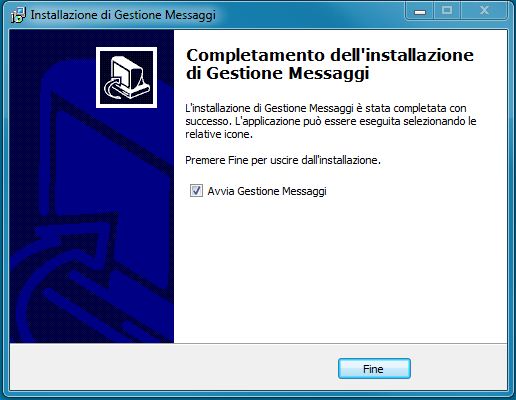 Installazione di Gestione Messaggi
Completamento dell'installazione
di Gestione Messaggi
L'installazione di Gestione Messaggi è stata completata con
successo. L'applicazione può essere eseguita selezionando le
relative icone.
Premere Fine per uscire dall'installazione.
Avvia Gestione Messaggi
Fine